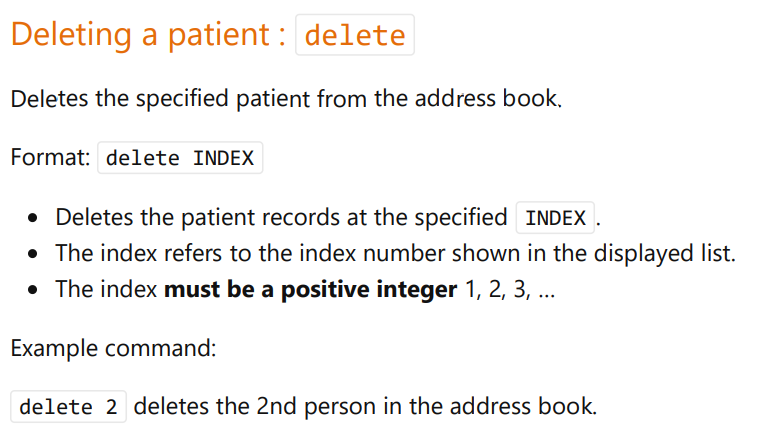 Deleting a patient : delete
Deletes the specified patient from the address book.
Format: delete INDEX
• Deletes the patient records at the specified INDEX.
• The index refers to the index number shown in the displayed list.
• The index must be a positive integer 1, 2, 3, …
Example command:
delete 2 deletes the 2nd person in the address book.